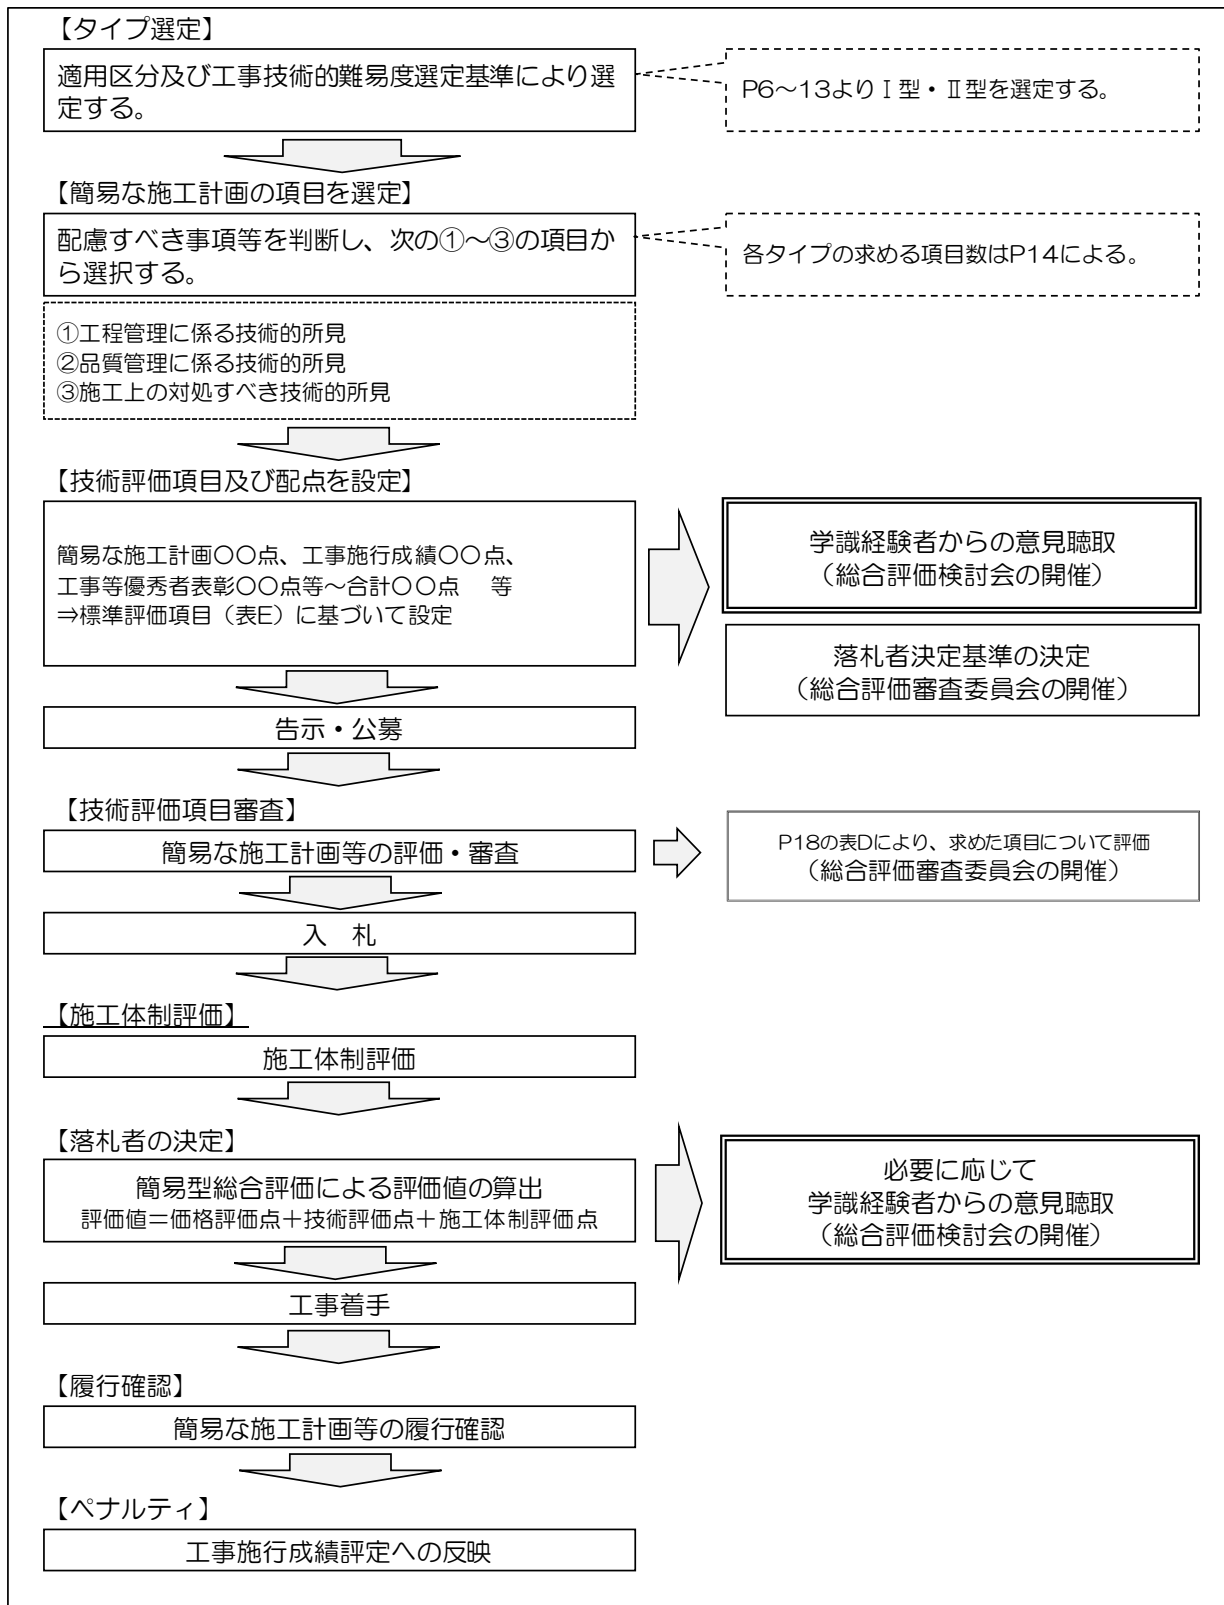 【タイプ選定】
適用区分及び工事技術的難易度選定基準により選
定する。
P6～13よりⅠ型・Ⅱ型を選定する。
【簡易な施工計画の項目を選定】
配慮すべき事項等を判断し、次の①～③の項目か
ら選択する。
各タイプの求める項目数はP14による。
①工程管理に係る技術的所見
②品質管理に係る技術的所見
③施工上の対処すべき技術的所見
【技術評価項目及び配点を設定】
簡易な施工計画〇〇点、工事施行成績〇〇点、
工事等優秀者表彰〇〇点等～合計〇〇点　等
⇒標準評価項目（表E）に基づいて設定
学識経験者からの意見聴取
（総合評価検討会の開催）
落札者決定基準の決定
（総合評価審査委員会の開催）
告示・公募
【技術評価項目審査】
簡易な施工計画等の評価・審査
P18の表Dにより、求めた項目について評価
（総合評価審査委員会の開催）
入　札
【施工体制評価】
施工体制評価
【落札者の決定】
簡易型総合評価による評価値の算出
評価値＝価格評価点＋技術評価点＋施工体制評価点
必要に応じて
学識経験者からの意見聴取
（総合評価検討会の開催）
工事着手
【履行確認】
簡易な施工計画等の履行確認
【ペナルティ】
工事施行成績評定への反映